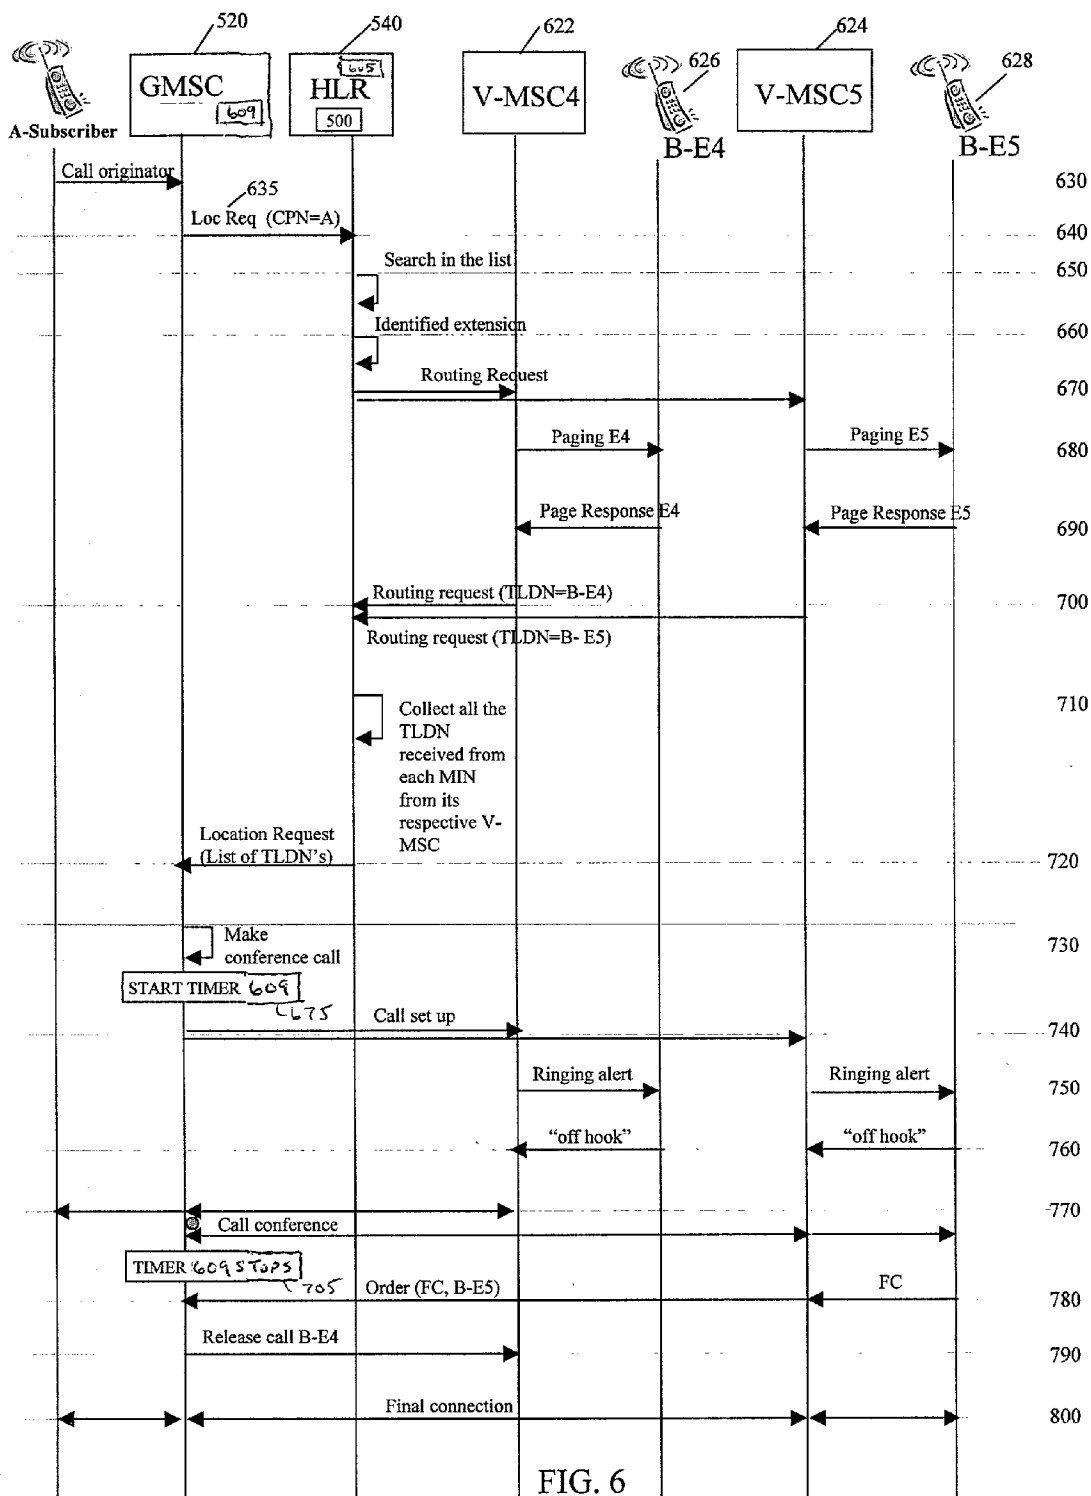 520
540
622
624
626
628
GMSC
609
HLR
605
500
V-MSC4
V-MSC5
A-Subscriber
B-E4
B-E5
Call originator
630
635
Loc Req (CPN=A)
640
Search in the list
650
Identified extension
660
Routing Request
670
Paging E4
Paging E5
680
Page Response E4
Page Response E5
690
Routing request (TLDN=B-E4)
700
Routing request (TLDN=B- E5)
Collect all the
TLDN
received from
each MIN
from its
respective V-
MSC
710
Location Request
(List of TLDN's)
720
Make
conference call
730
START TIMER 609
675
Call set up
740
Ringing alert
Ringing alert
750
“off hook”
“off hook”
760
770
Call conference
TIMER 609 STOPS
705
Order (FC, B-E5)
FC
780
Release call B-E4
790
Final connection
800
FIG. 6